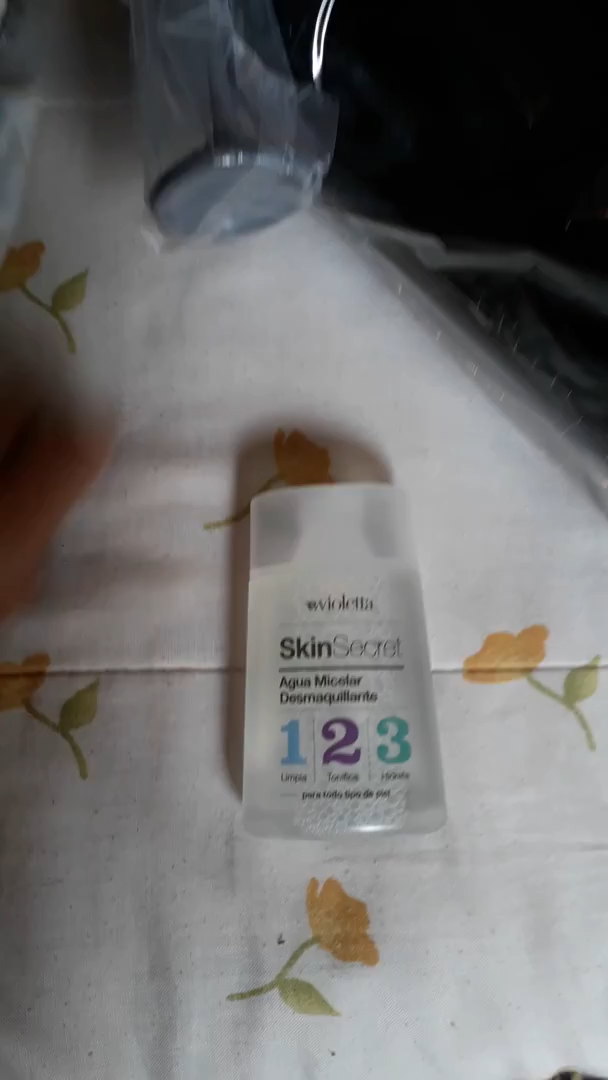 violetta
SkinSecret
Agua Micelar
Desmaquillante
1 2 3
Limpia Tonifica Hidrata
para todo tipo de piel